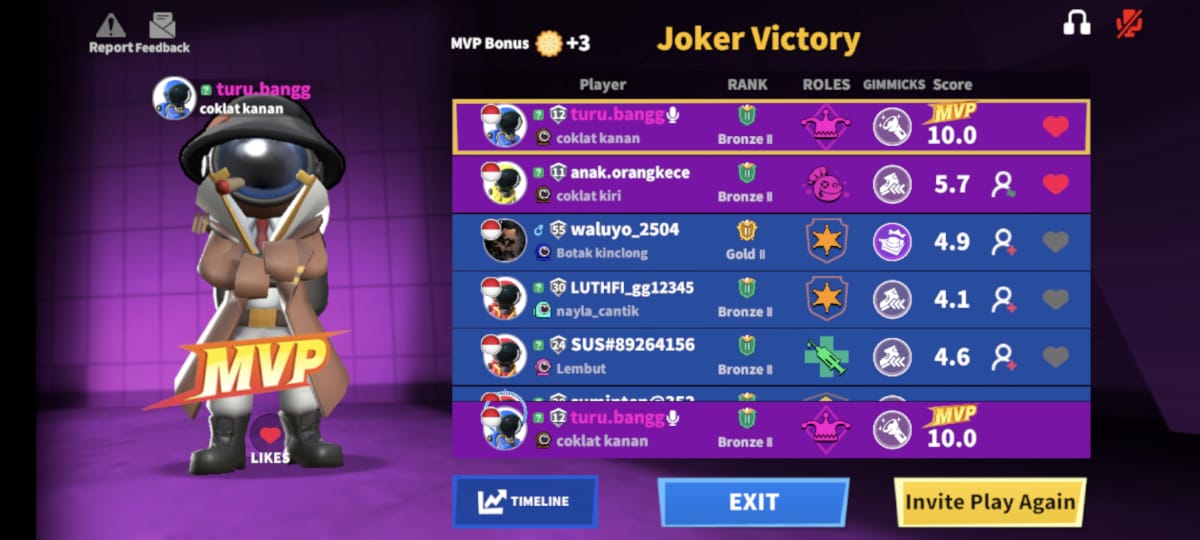 Report Feedback
turu.bangg
coklat kanan
MVP
LIKES
MVP Bonus +3
Joker Victory
Player RANK ROLES GIMMICKS Score
12 turu.bangg MVP
coklat kanan Bronze II 10.0
11 anak.orangkece 5.7
coklat kiri Bronze II
55 waluyo_2504 4.9
Botak kinclong Gold II
30 LUTHFI_gg12345 4.1
nayla_cantik Bronze II
24 SUS#89264156 4.6
Lembut Bronze II
12 turu.bangg MVP
coklat kanan Bronze II 10.0
TIMELINE EXIT Invite Play Again